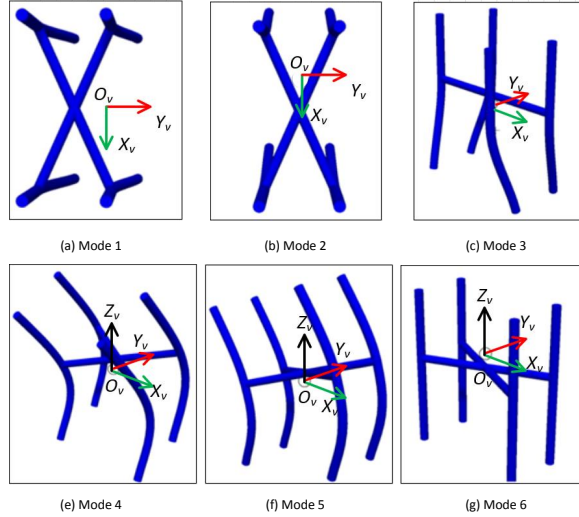 O_v
Y_v
X_v
O_v
Y_v
X_v
Y_v
X_v
(a) Mode 1
(b) Mode 2
(c) Mode 3
Z_v
Y_v
X_v
O_v
Z_v
Y_v
X_v
O_v
Z_v
Y_v
X_v
O_v
(e) Mode 4
(f) Mode 5
(g) Mode 6